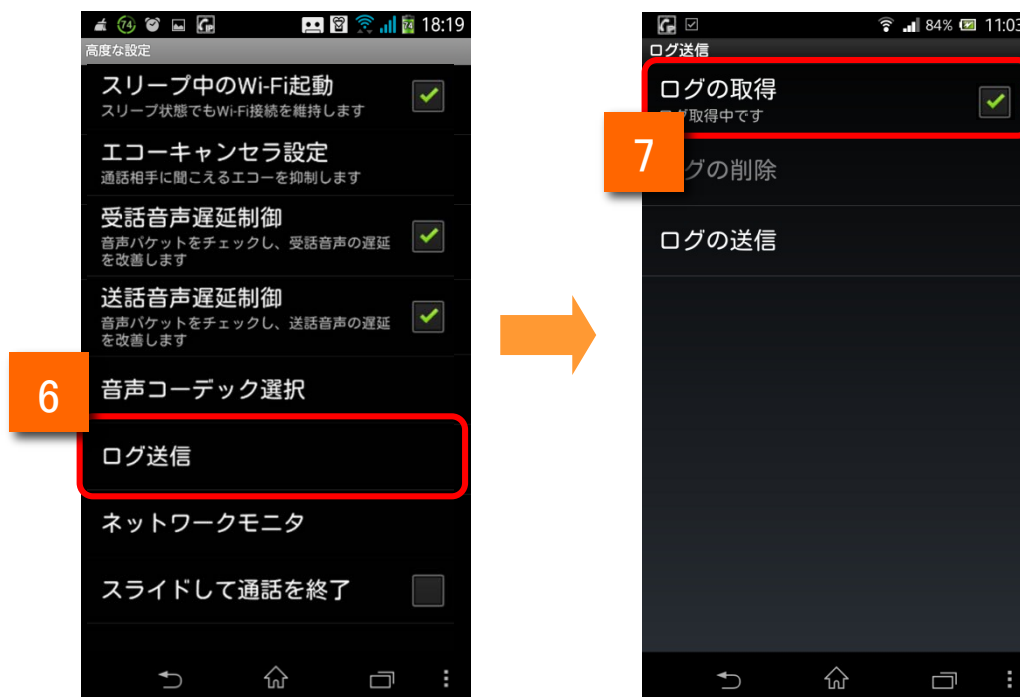 74
74
18:19
高度な設定
スリープ中のWi-Fi起動
スリープ状態でもWi-Fi接続を維持します
エコーキャンセラ設定
通話相手に聞こえるエコーを抑制します
受話音声遅延制御
音声パケットをチェックし、受話音声の遅延
を改善します
送話音声遅延制御
音声パケットをチェックし、送話音声の遅延
を改善します
6
音声コーデック選択
ログ送信
ネットワークモニタ
スライドして通話を終了
84%
11:03
ログ送信
ログの取得
グ取得中です
7
グの削除
ログの送信